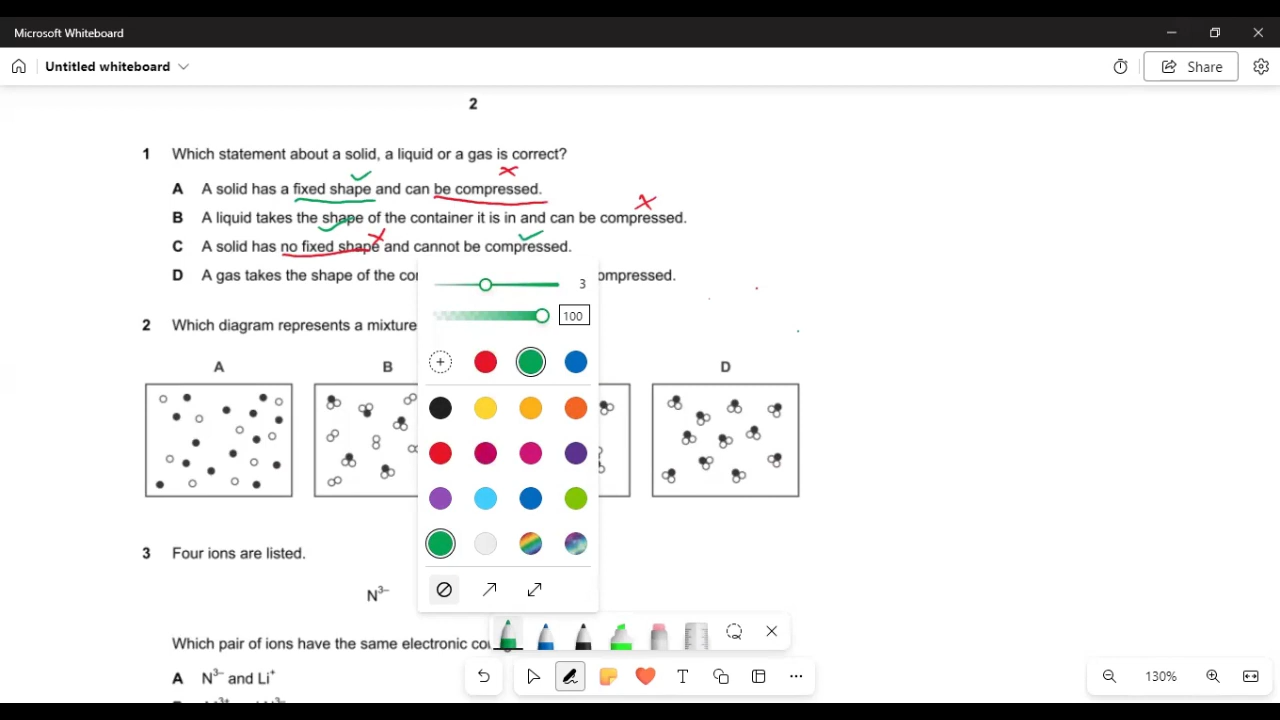 Microsoft Whiteboard
Untitled whiteboard
Share
2
1 Which statement about a solid, a liquid or a gas is correct?
A A solid has a fixed shape and can be compressed.
B A liquid takes the shape of the container it is in and can be compressed.
C A solid has no fixed shape and cannot be compressed.
D A gas takes the shape of the
3
100
2 Which diagram represents a mixture
A B D
3 Four ions are listed.
N³⁻
Which pair of ions have the same electronic
A N³⁻ and Li⁺
130%